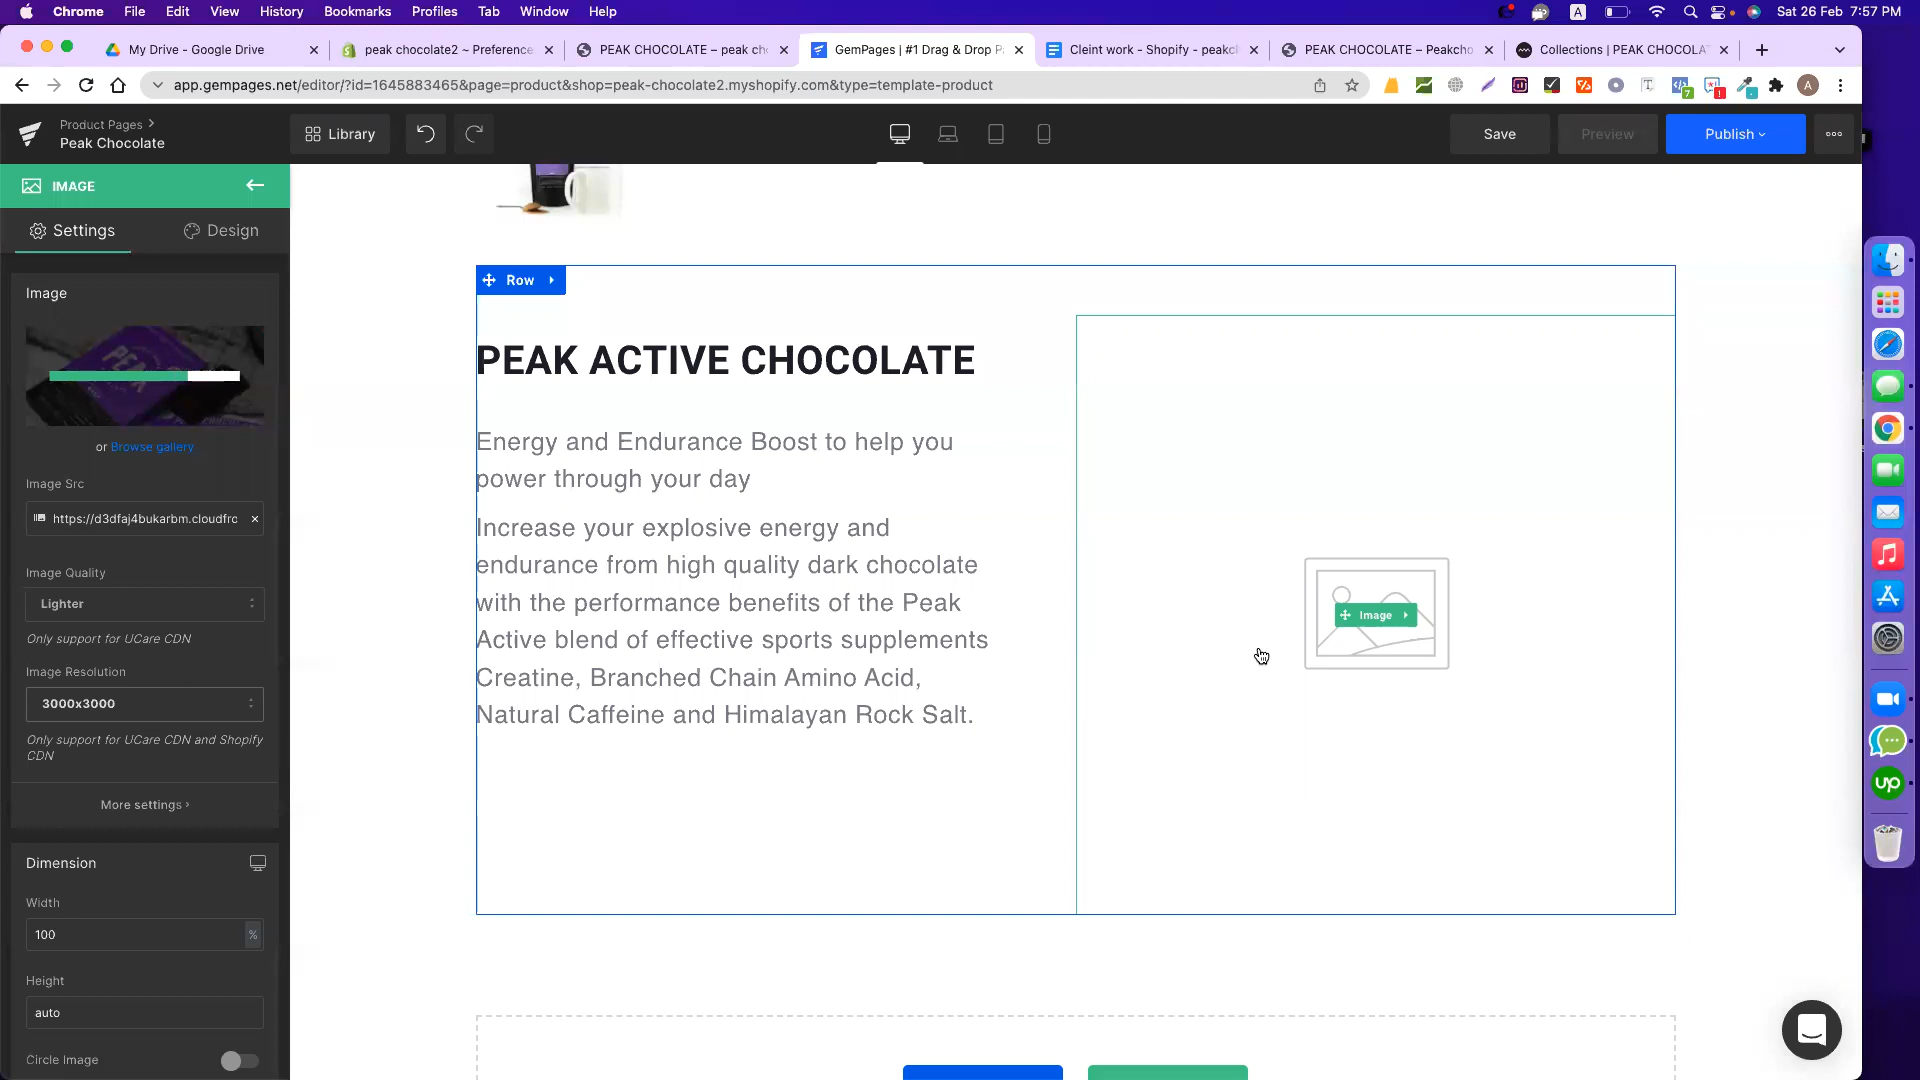 Chrome File Edit View History Bookmarks Profiles Tab Window Help
A
Sat 26 Feb 7:57 PM
My Drive - Google Drive
peak chocolate2 ~ Preference
PEAK CHOCOLATE – peak ch
GemPages | #1 Drag & Drop P
Cleint work - Shopify - peakcl
PEAK CHOCOLATE – Peakcho
Collections | PEAK CHOCOLA
app.gempages.net/editor/?id=1645883465&page=product&shop=peak-chocolate2.myshopify.com&type=template-product
7
A
Product Pages
Peak Chocolate
Library
Save
Preview
Publish
IMAGE
Settings
Design
Image
PEAK
or Browse gallery
Image Src
https://d3dfaj4bukarbm.cloudfrc
Image Quality
Lighter
Only support for UCare CDN
Image Resolution
3000x3000
Only support for UCare CDN and Shopify
CDN
More settings
Dimension
Width
100
%
Height
auto
Circle Image
Row
PEAK ACTIVE CHOCOLATE
Energy and Endurance Boost to help you
power through your day
Increase your explosive energy and
endurance from high quality dark chocolate
with the performance benefits of the Peak
Active blend of effective sports supplements
Creatine, Branched Chain Amino Acid,
Natural Caffeine and Himalayan Rock Salt.
Image
up